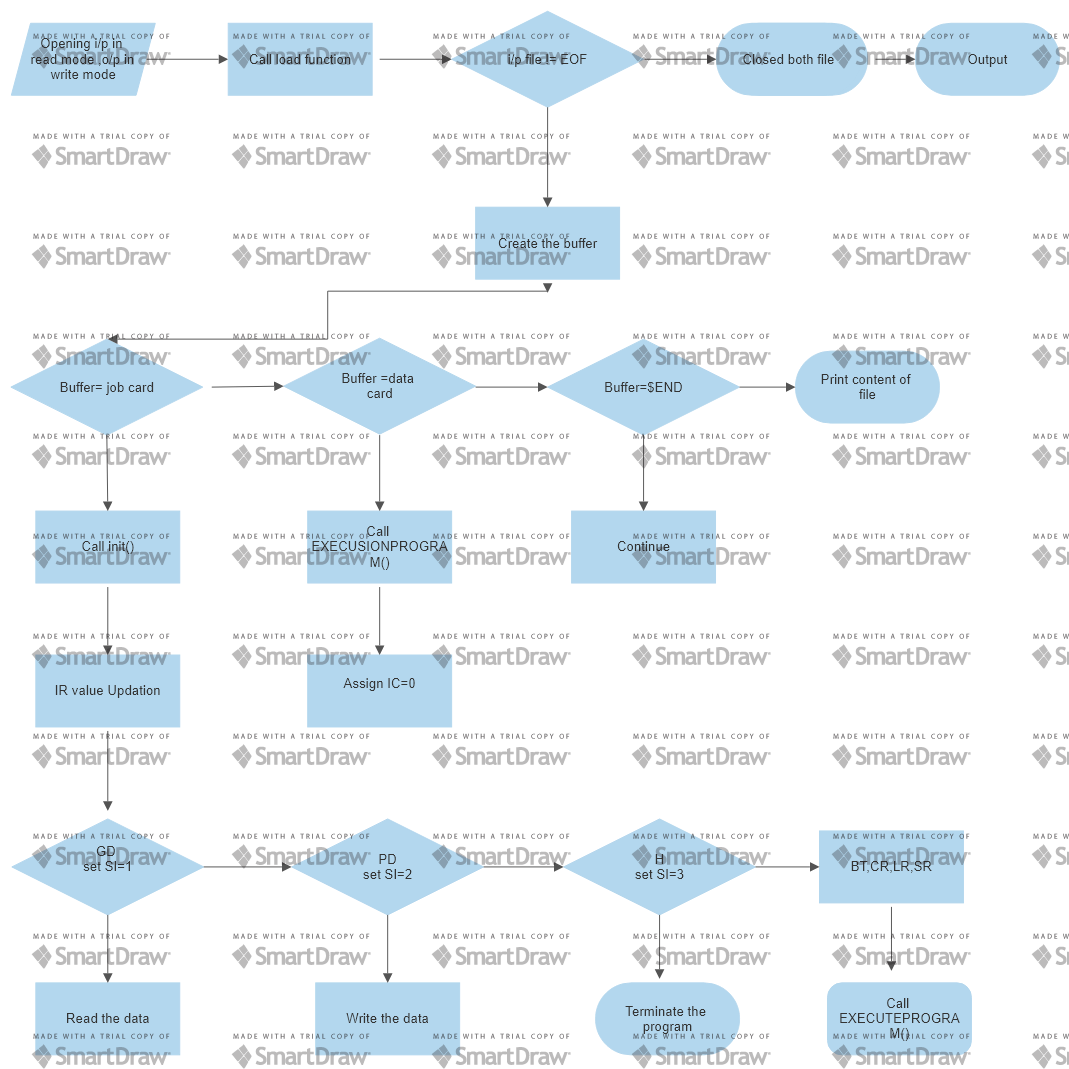 Opening i/p in
read mode ,o/p in
write mode
Call load function
i/p file != EOF
Closed both file
Output
Create the buffer
Buffer= job card
Buffer =data
card
Buffer=$END
Print content of
file
Call init()
Call
EXECUSIONPROGRA
M()
Continue
IR value Updation
Assign IC=0
GD
set SI=1
PD
set SI=2
H
set SI=3
BT,CR,LR,SR
Read the data
Write the data
Terminate the
program
Call
EXECUTEPROGRA
M()
MADE WITH A TRIAL COPY OF
SmartDraw